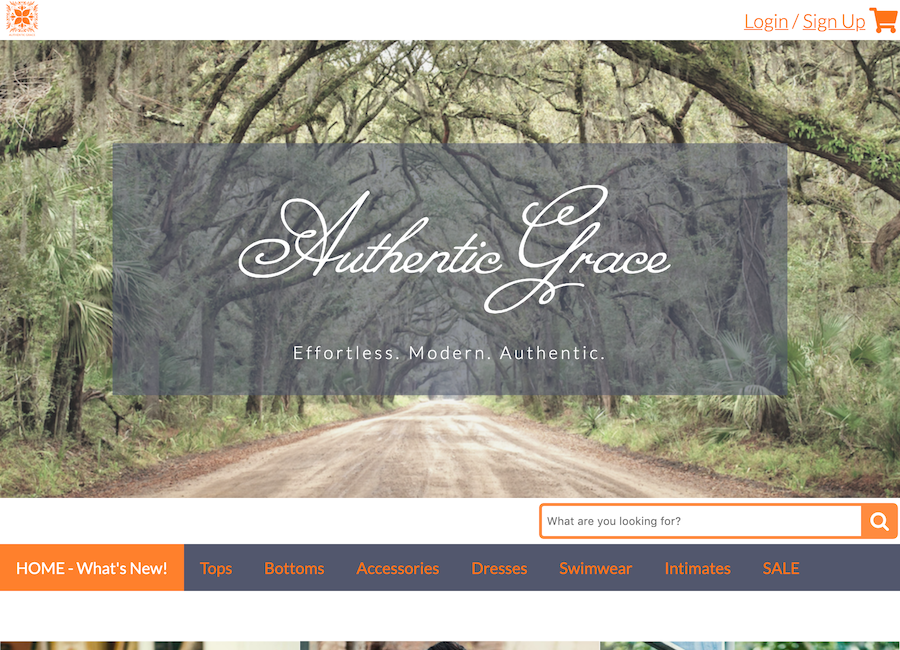 Login / Sign Up
Authentic Grace
Effortless. Modern. Authentic.
What are you looking for?
HOME - What's New! Tops Bottoms Accessories Dresses Swimwear Intimates SALE